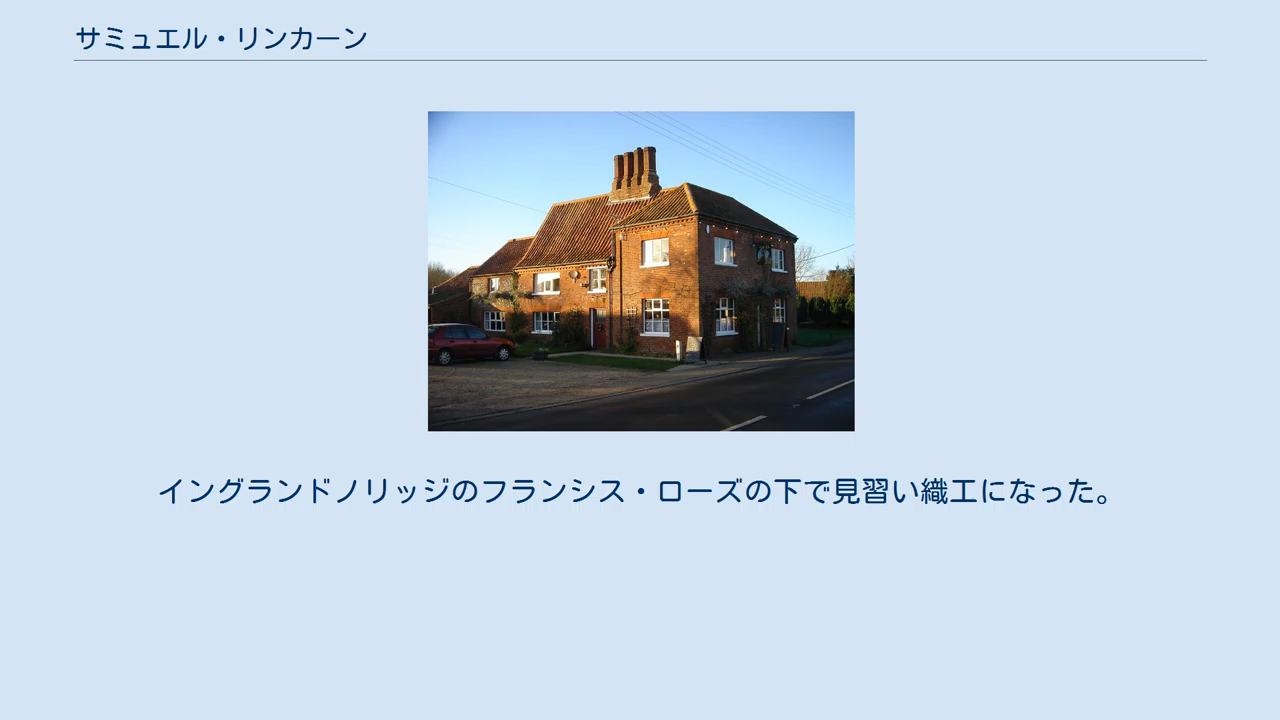 サミュエル・リンカーン
イングランドノリッジのフランシス・ローズの下で見習い織工になった。